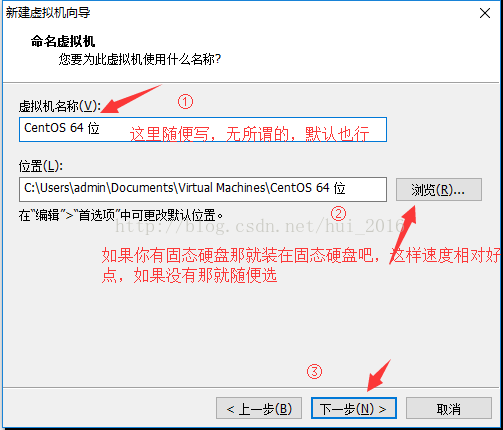 新建虚拟机向导
命名虚拟机
您要为此虚拟机使用什么名称?
虚拟机名称(V):
①
CentOS 64 位
这里随便写，无所谓的，默认也行
位置(L):
C:\Users\admin\Documents\Virtual Machines\CentOS 64 位
浏览(R)...
②
在“编辑”>“首选项”中可更改默认位置。
http://blog.csdn.net/hui_2016
如果你有固态硬盘那就装在固态硬盘吧，这样速度相对好
点，如果没有那就随便选
③
< 上一步(B)
下一步(N) >
取消